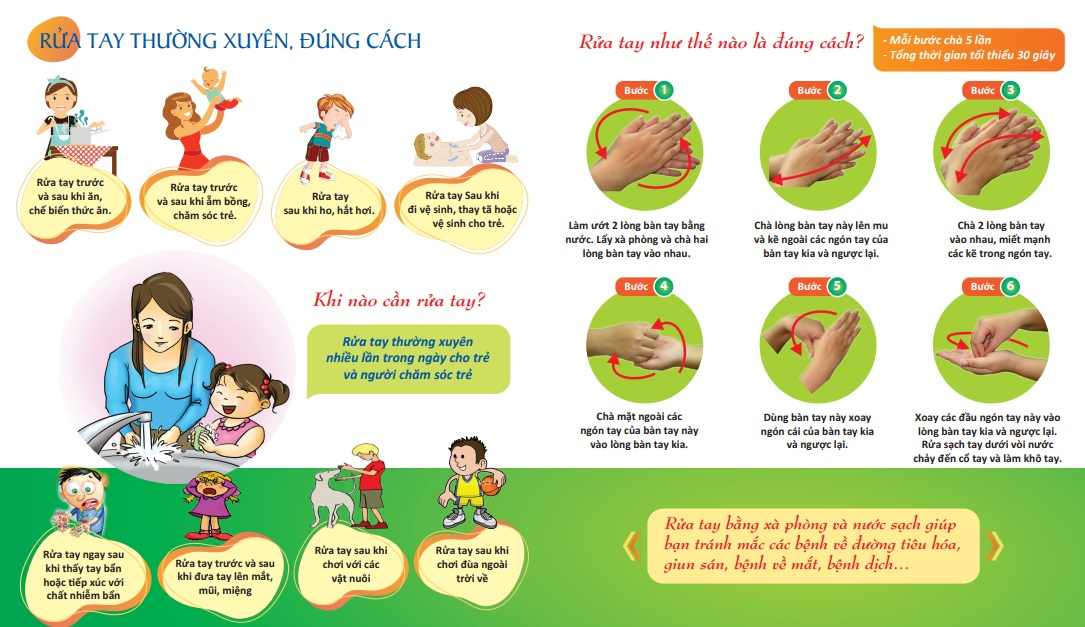 RỬA TAY THƯỜNG XUYÊN, ĐÚNG CÁCH
Rửa tay trước
và sau khi ăn,
chế biến thức ăn.
Rửa tay trước
và sau khi ẵm bồng,
chăm sóc trẻ.
Rửa tay
sau khi ho, hắt hơi.
Rửa tay Sau khi
đi vệ sinh, thay tã hoặc
vệ sinh cho trẻ.
Khi nào cần rửa tay?
Rửa tay thường xuyên
nhiều lần trong ngày cho trẻ
và người chăm sóc trẻ
Rửa tay ngay sau
khi thấy tay bẩn
hoặc tiếp xúc với
chất nhiễm bẩn
Rửa tay trước và sau
khi đưa tay lên mắt,
mũi, miệng
Rửa tay sau khi
chơi với các
vật nuôi
Rửa tay sau khi
chơi đùa ngoài
trời về
Rửa tay như thế nào là đúng cách?
- Mỗi bước chà 5 lần
- Tổng thời gian tối thiểu 30 giây
Bước 1
Làm ướt 2 lòng bàn tay bằng
nước. Lấy xà phòng và chà hai
lòng bàn tay vào nhau.
Bước 2
Chà lòng bàn tay này lên mu
và kẽ ngoài các ngón tay của
bàn tay kia và ngược lại.
Bước 3
Chà 2 lòng bàn tay
vào nhau, miết mạnh
các kẽ trong ngón tay.
Bước 4
Chà mặt ngoài các
ngón tay của bàn tay này
vào lòng bàn tay kia.
Bước 5
Dùng bàn tay này xoay
ngón cái của bàn tay kia
và ngược lại.
Bước 6
Xoay các đầu ngón tay này vào
lòng bàn tay kia và ngược lại.
Rửa sạch tay dưới vòi nước
chảy đến cổ tay và làm khô tay.
Rửa tay bằng xà phòng và nước sạch giúp
bạn tránh mắc các bệnh về đường tiêu hóa,
giun sán, bệnh về mắt, bệnh dịch...